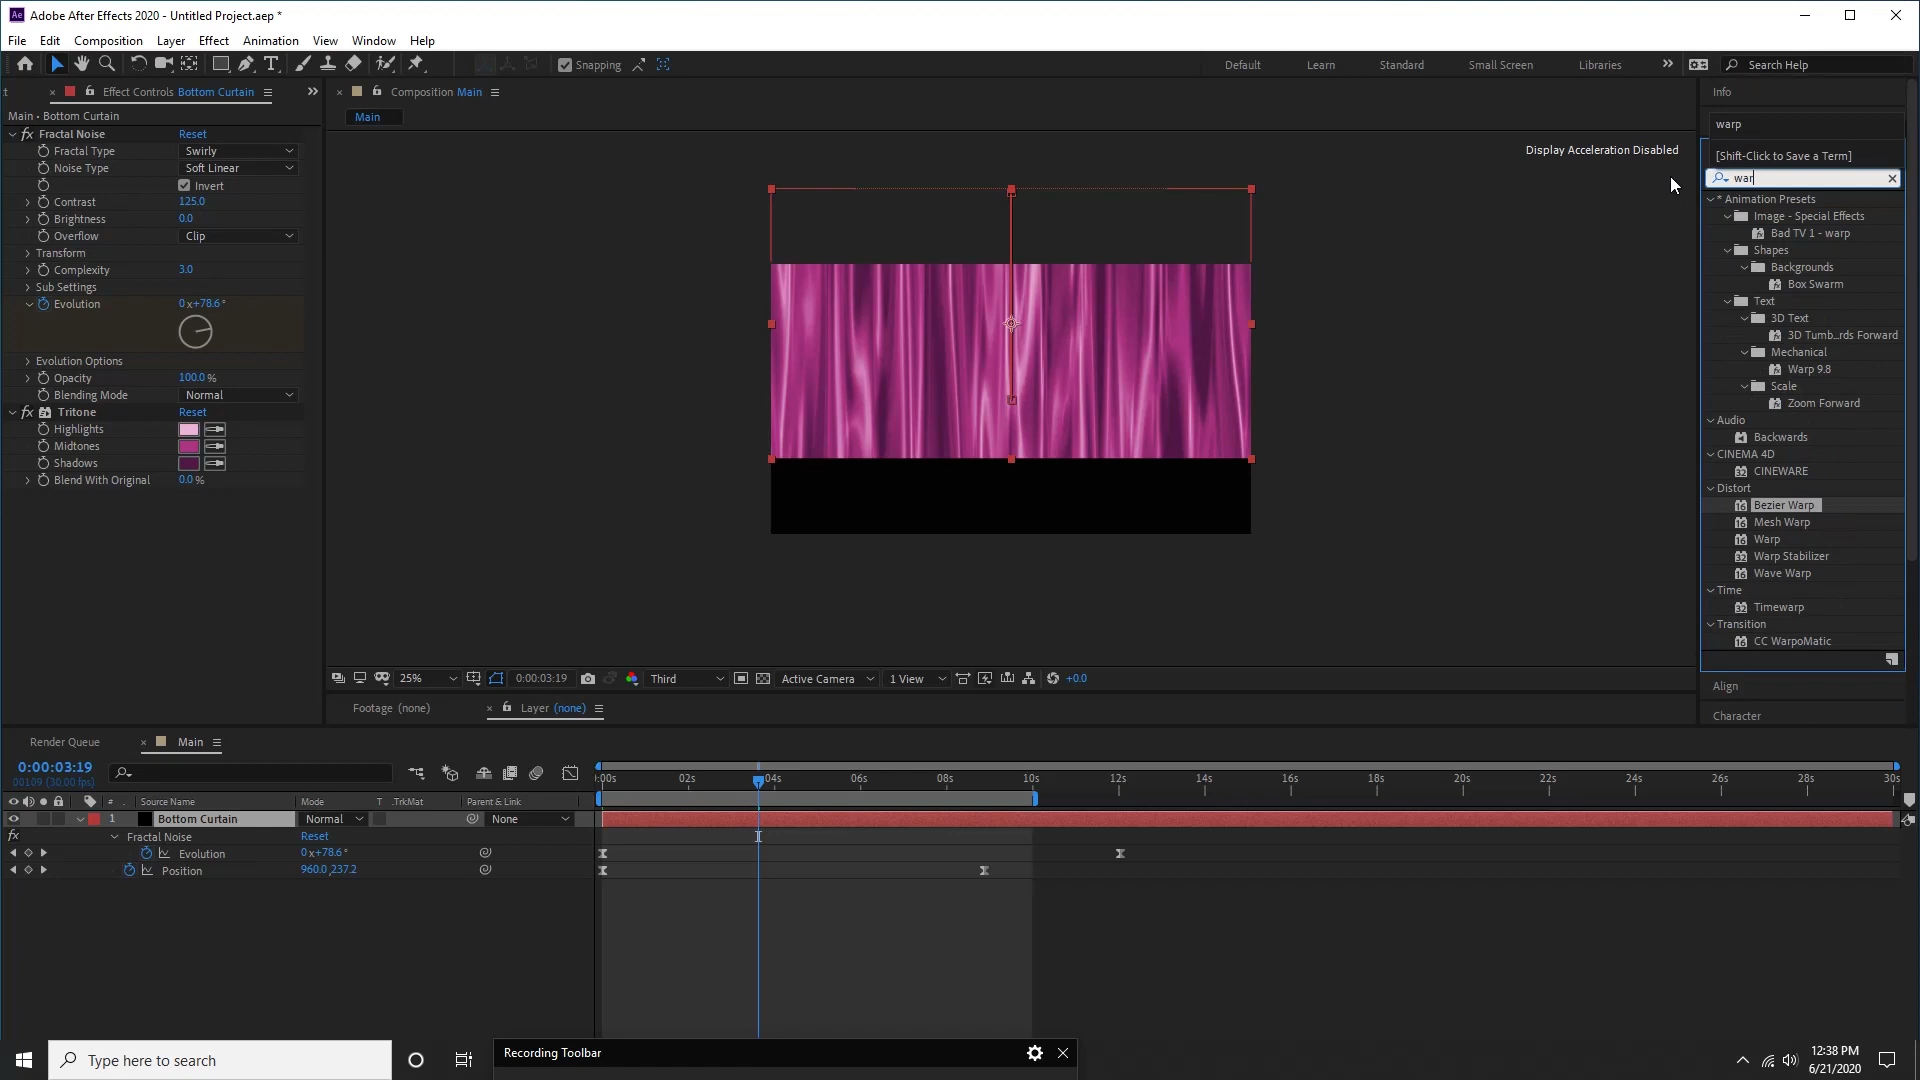 Adobe After Effects 2020 - Untitled Project.aep *
File Edit Composition Layer Effect Animation View Window Help
Snapping
Default Learn Standard Small Screen Libraries Search Help
Effect Controls Bottom Curtain
Composition Main
Info
Main • Bottom Curtain
Main
warp
Fractal Noise Reset
Fractal Type Swirly
Display Acceleration Disabled
[Shift-Click to Save a Term]
Noise Type Soft Linear
war
Invert
Contrast 125.0
Brightness 0.0
Overflow Clip
Transform
Complexity 3.0
Sub Settings
Evolution 0 x+78.6°
Evolution Options
Opacity 100.0 %
Blending Mode Normal
Tritone Reset
Highlights
Midtones
Shadows
Blend With Original 0.0 %
* Animation Presets
Image - Special Effects
Bad TV 1 - warp
Shapes
Backgrounds
Box Swarm
Text
3D Text
3D Tumb...rds Forward
Mechanical
Warp 9.8
Scale
Zoom Forward
Audio
Backwards
CINEMA 4D
CINEWARE
Distort
Bezier Warp
Mesh Warp
Warp
Warp Stabilizer
Wave Warp
Time
Timewarp
Transition
CC WarpoMatic
Align
Character
25% 0:00:03:19 Third Active Camera 1 View +0.0
Footage (none) Layer (none)
Render Queue Main
0:00:03:19
00109 (30.00 fps)
:00s 02s 04s 06s 08s 10s 12s 14s 16s 18s 20s 22s 24s 26s 28s 30s
# Source Name Mode T .TrkMat Parent & Link
1 Bottom Curtain Normal None
Fractal Noise Reset
Evolution 0 x+78.6°
Position 960.0,237.2
Type here to search
Recording Toolbar
12:38 PM
6/21/2020